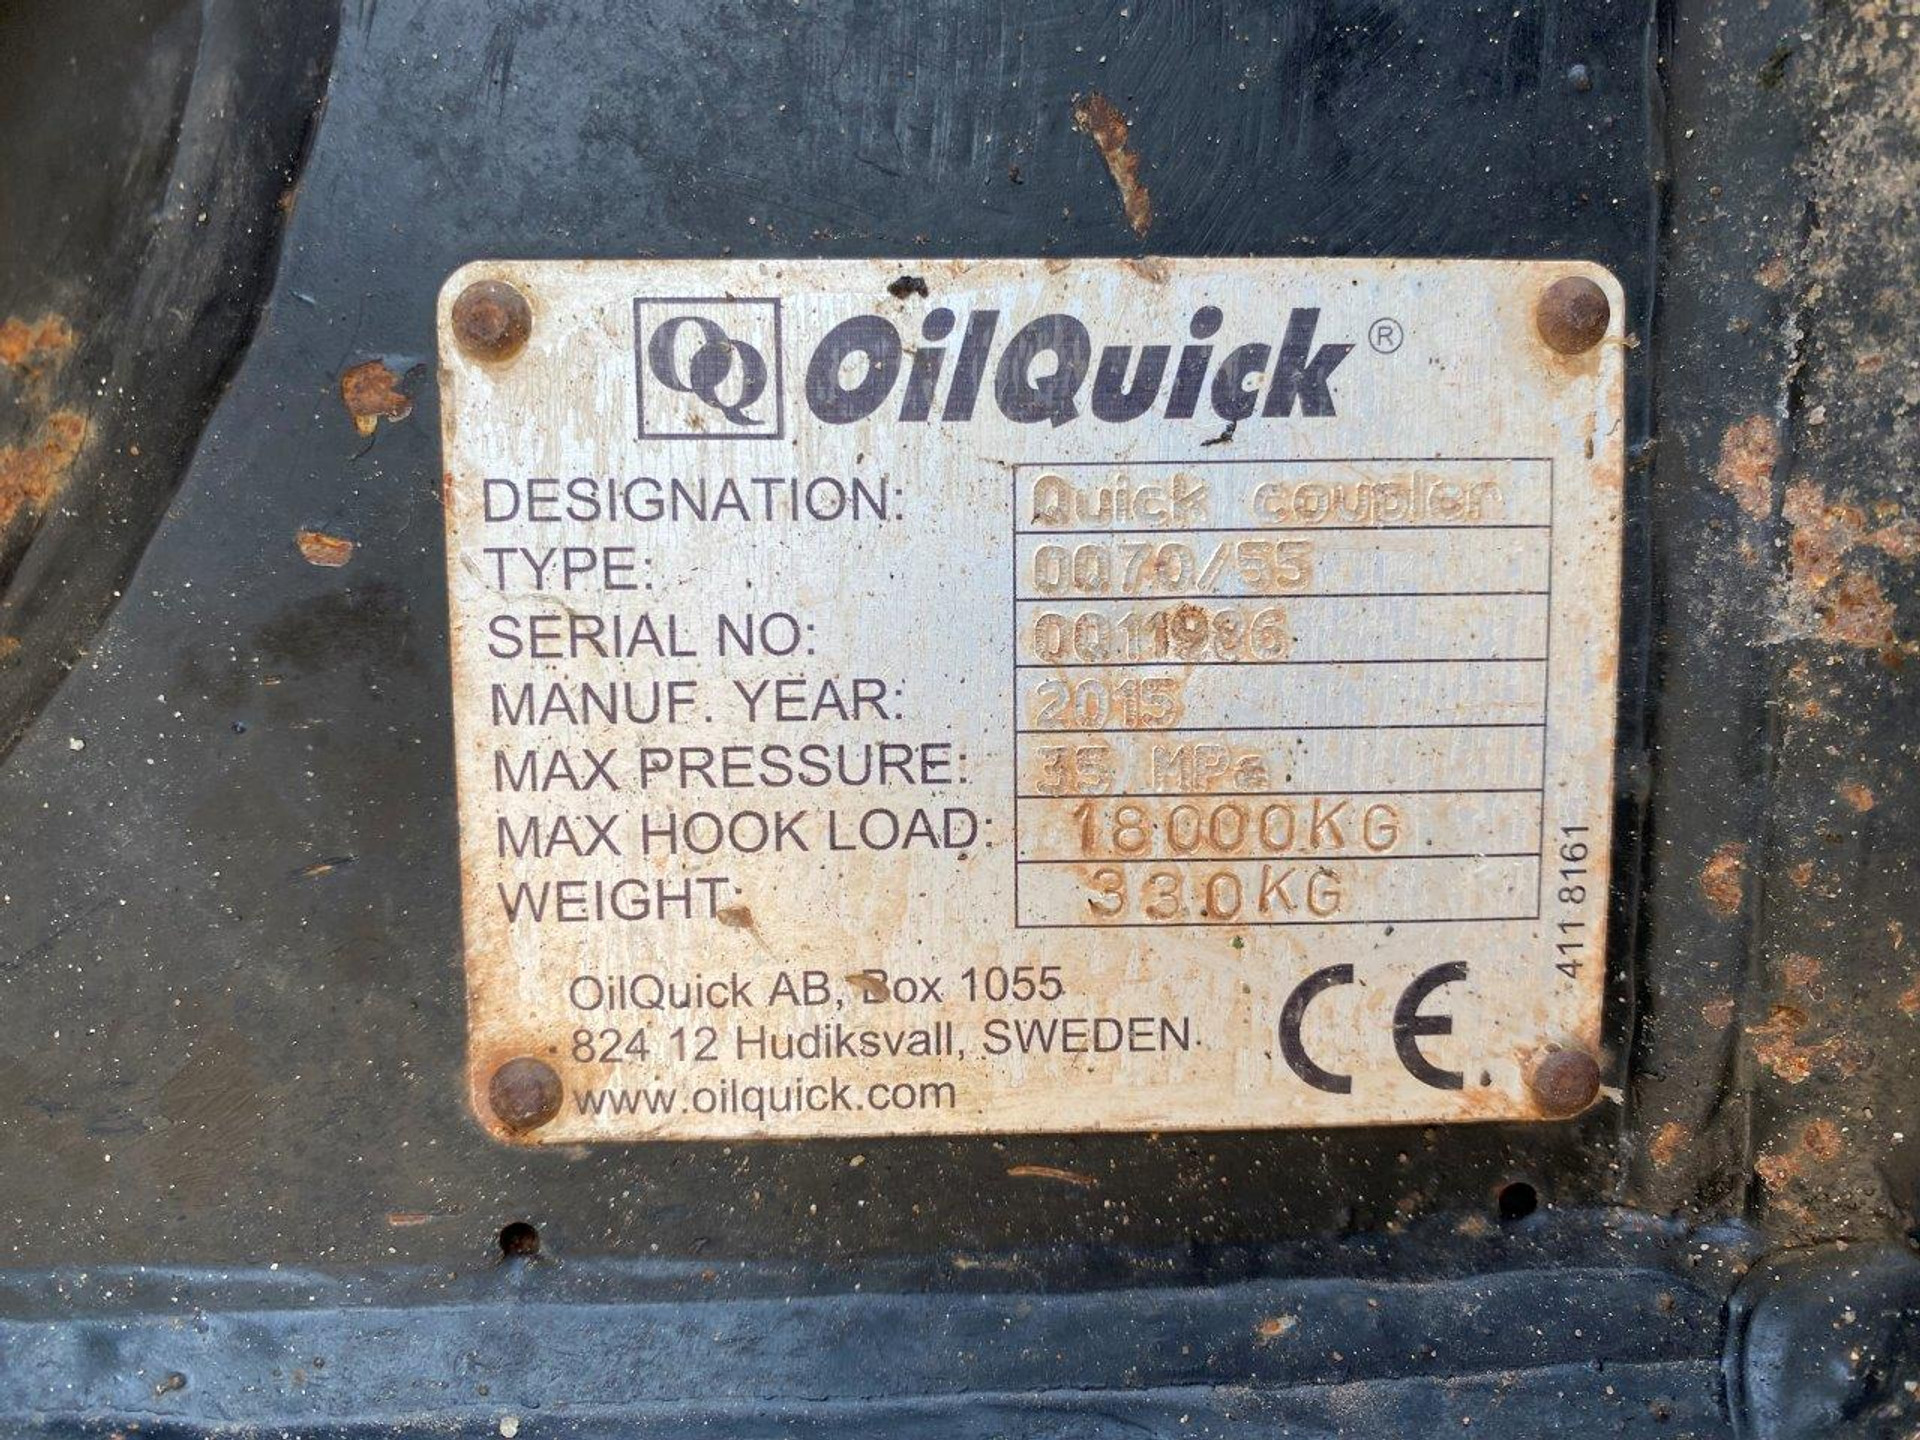 OQ OilQuick®
DESIGNATION: Quick coupler
TYPE: OQ70/55
SERIAL NO: OQ11986
MANUF. YEAR: 2015
MAX PRESSURE: 35 MPa
MAX HOOK LOAD: 18000KG
WEIGHT: 330KG
OilQuick AB, Box 1055
824 12 Hudiksvall, SWEDEN
www.oilquick.com
CE
411 8161